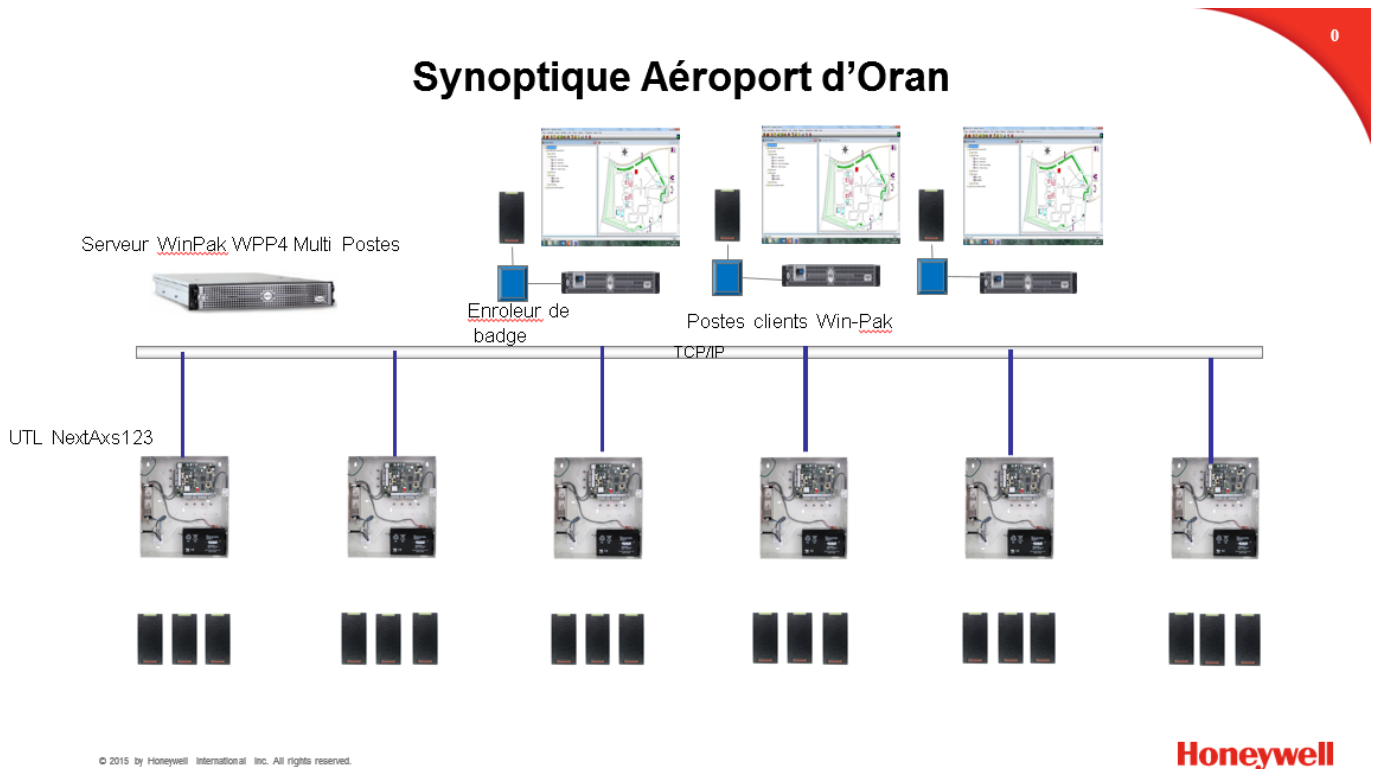 0
Synoptique Aéroport d’Oran
Serveur WinPak WPP4 Multi Postes
Enroleur de
badge
Postes clients Win-Pak
TCP/IP
UTL NextAxs123
© 2015 by Honeywell International Inc. All rights reserved.
Honeywell